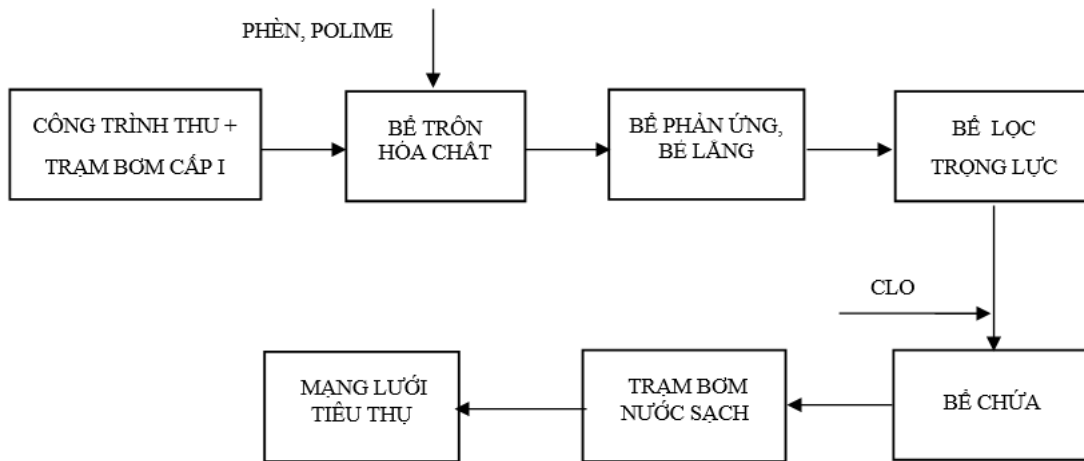 PHÈN, POLIME
CÔNG TRÌNH THU +
TRẠM BƠM CẤP I
BỂ TRÔN
HÓA CHẤT
BỂ PHẢN ỨNG,
BỂ LẮNG
BỂ LỌC
TRỌNG LỰC
CLO
MẠNG LƯỚI
TIÊU THỤ
TRẠM BƠM
NƯỚC SẠCH
BỂ CHỨA